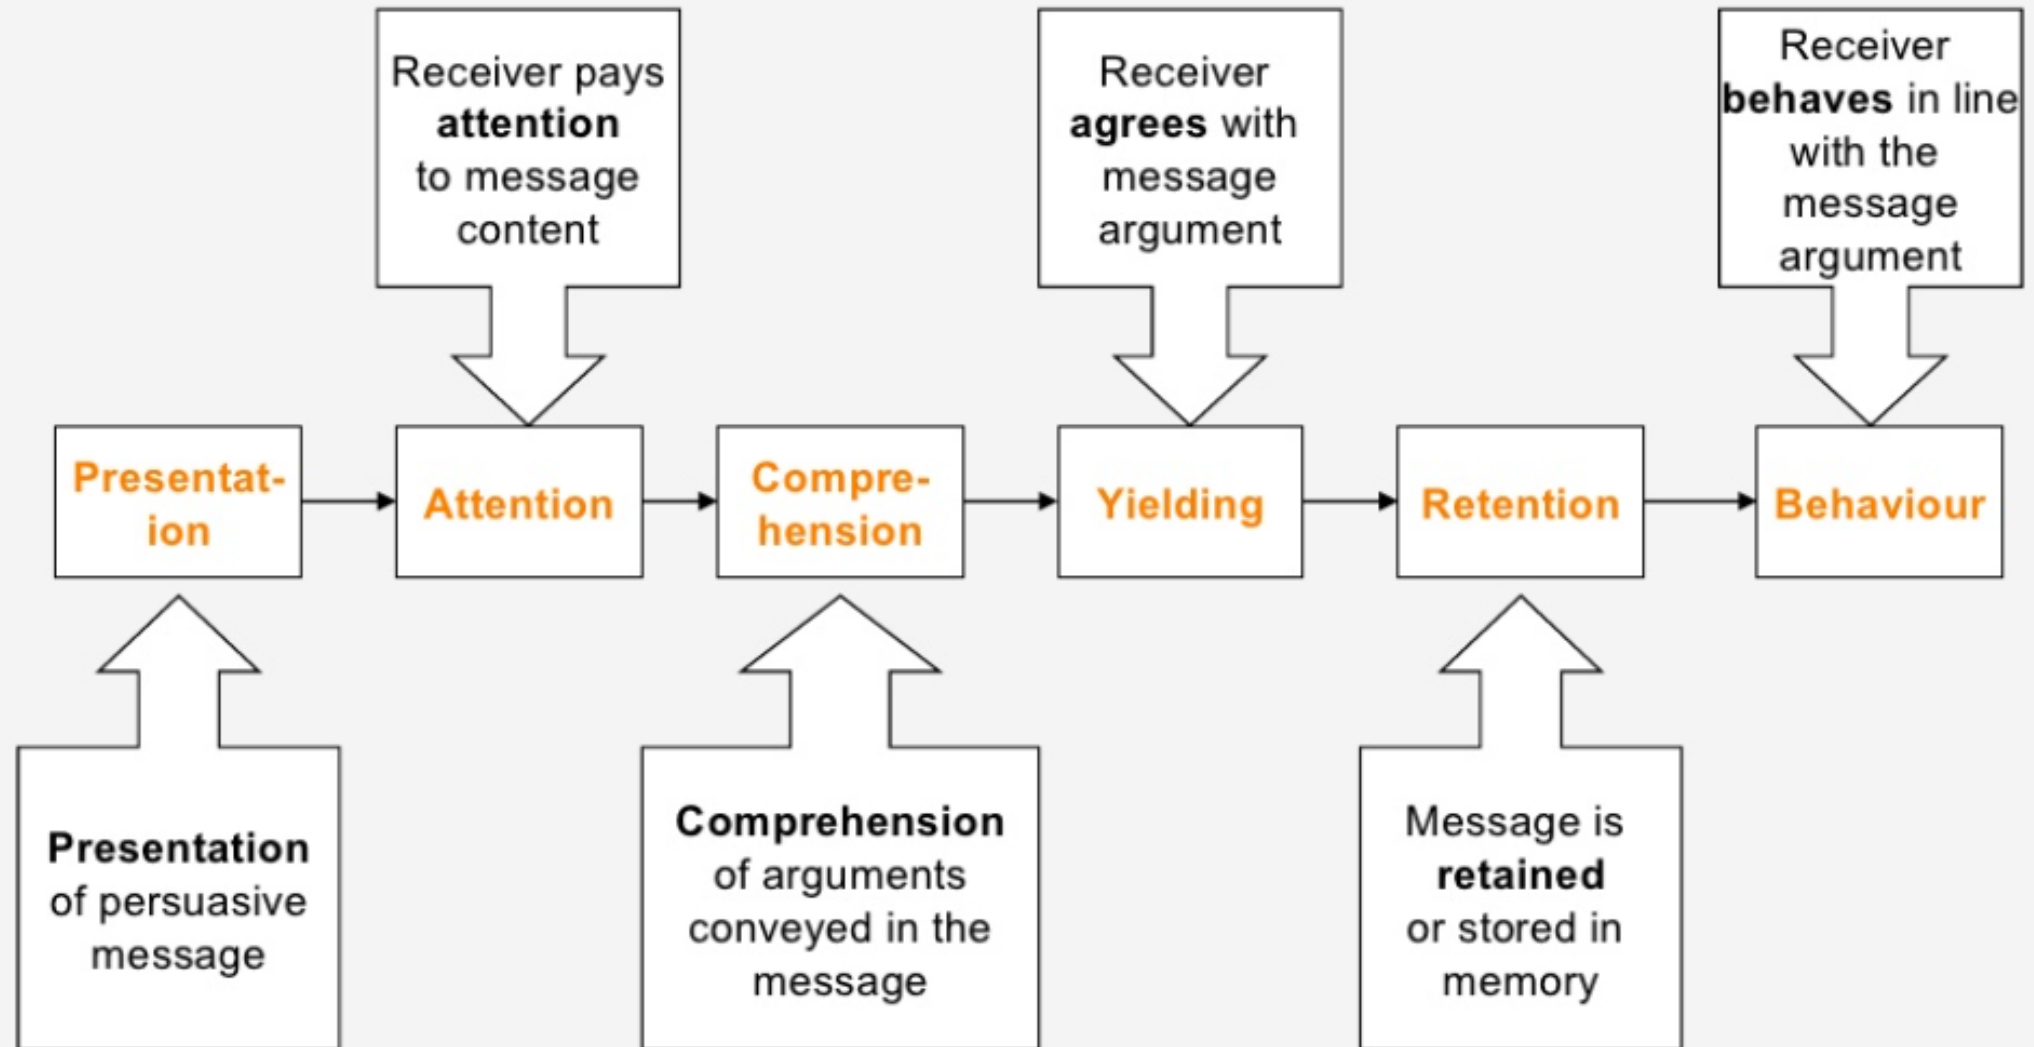 Receiver pays
attention
to message
content
Receiver
agrees with
message
argument
Receiver
behaves in line
with the
message
argument
Presentat-
ion
Attention
Compre-
hension
Yielding
Retention
Behaviour
Presentation
of persuasive
message
Comprehension
of arguments
conveyed in the
message
Message is
retained
or stored in
memory